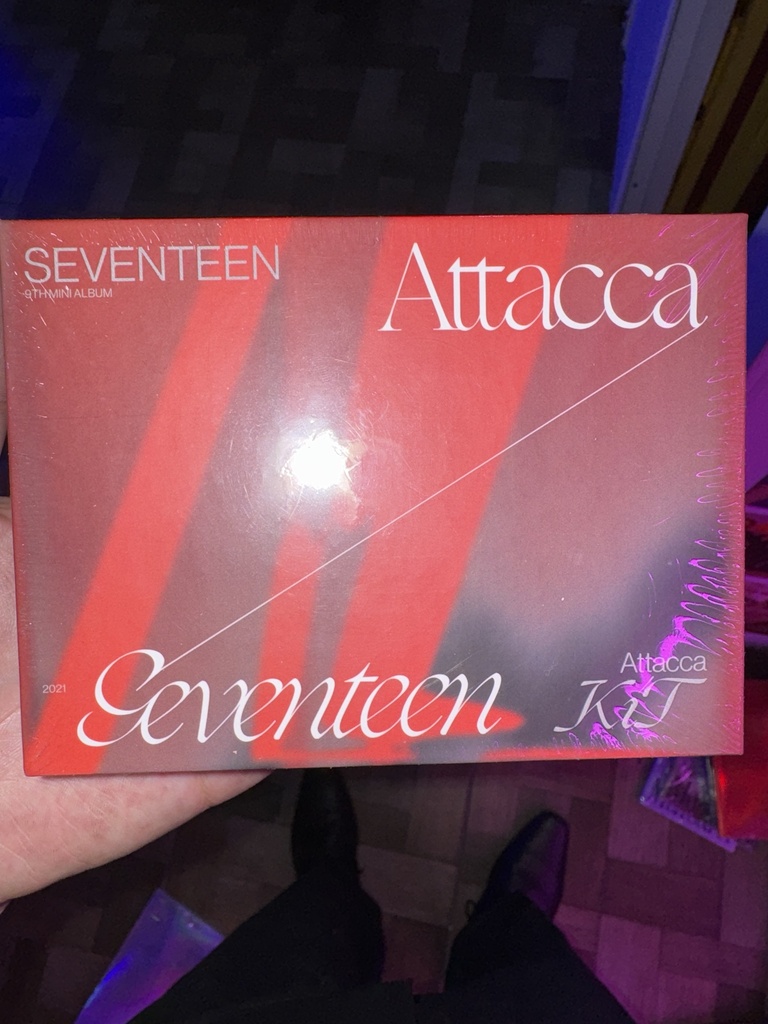 SEVENTEEN
9TH MINI ALBUM
Attacca
2021
Seventeen
Attacca
KiT